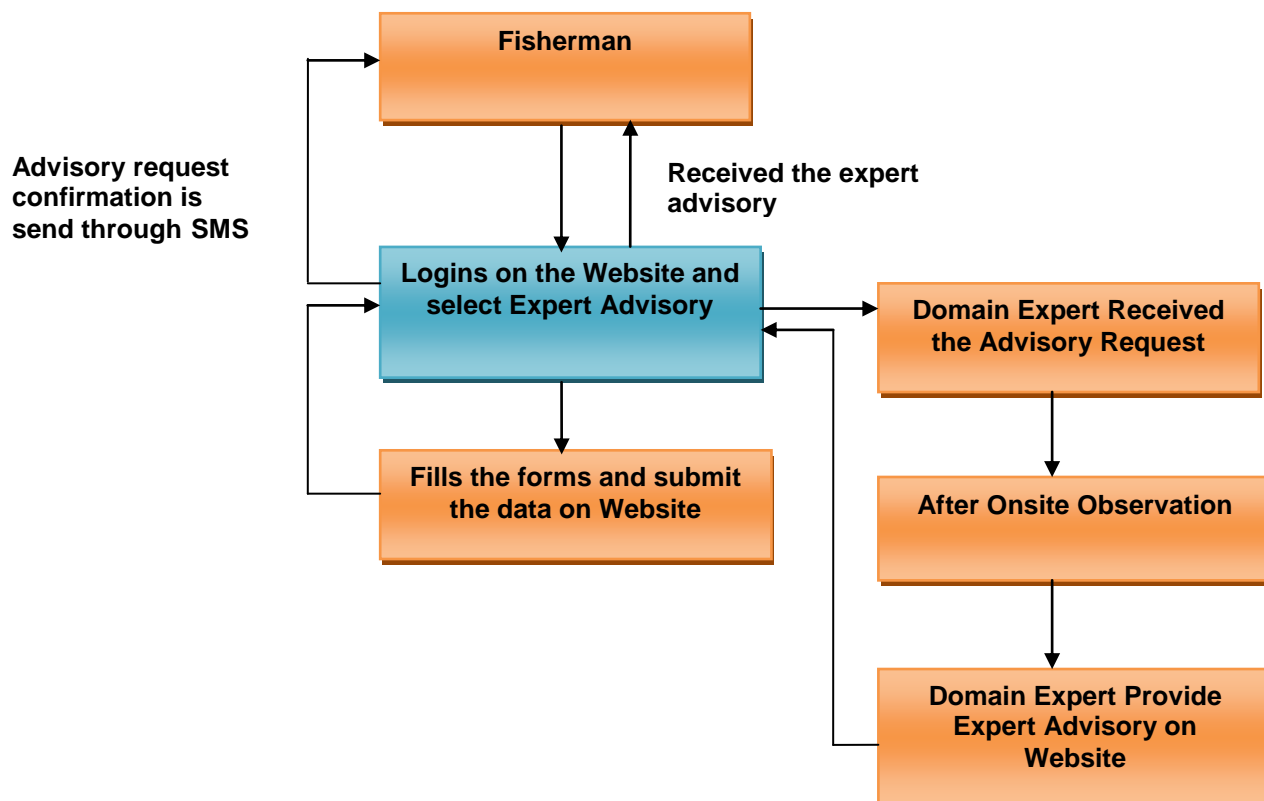 Fisherman
Advisory request
confirmation is
send through SMS
Received the expert
advisory
Logins on the Website and
select Expert Advisory
Domain Expert Received
the Advisory Request
Fills the forms and submit
the data on Website
After Onsite Observation
Domain Expert Provide
Expert Advisory on
Website